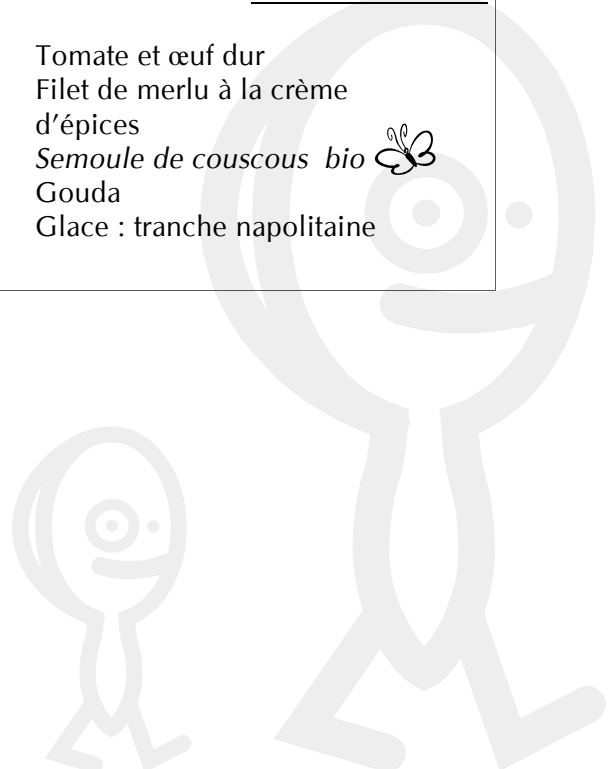 Tomate et œuf dur
Filet de merlu à la crème
d’épices
Semoule de couscous  bio
Gouda
Glace : tranche napolitaine